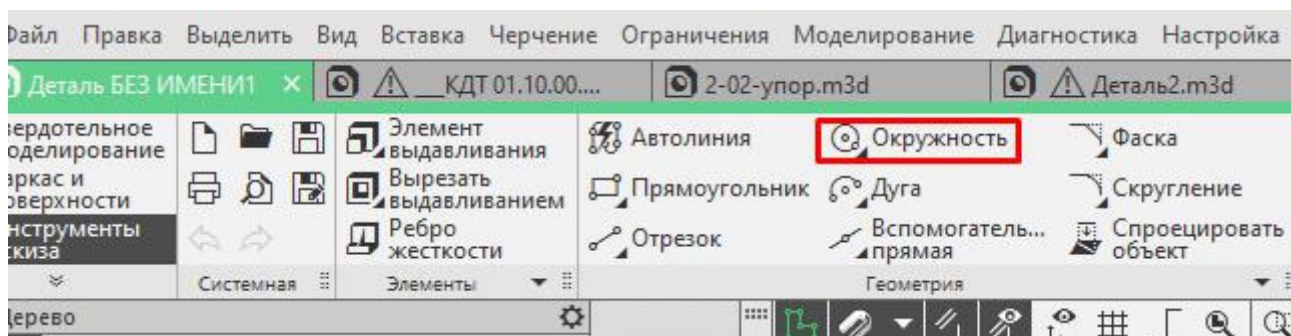 Файл Правка Выделить Вид Вставка Черчение Ограничения Моделирование Диагностика Настройка
Деталь БЕЗ ИМЕНИ1 × __КДТ 01.10.00.... 2-02-упор.m3d Деталь2.m3d
вердотельное
оделирование
Элемент
выдавливания
Автолиния
Окружность
Фаска
аркас и
оверхности
Вырезать
выдавливанием
Прямоугольник
Дуга
Скругление
нструменты
скиза
Ребро
жесткости
Отрезок
Вспомогатель...
прямая
Спроецировать
объект
Системная Элементы Геометрия
Дерево